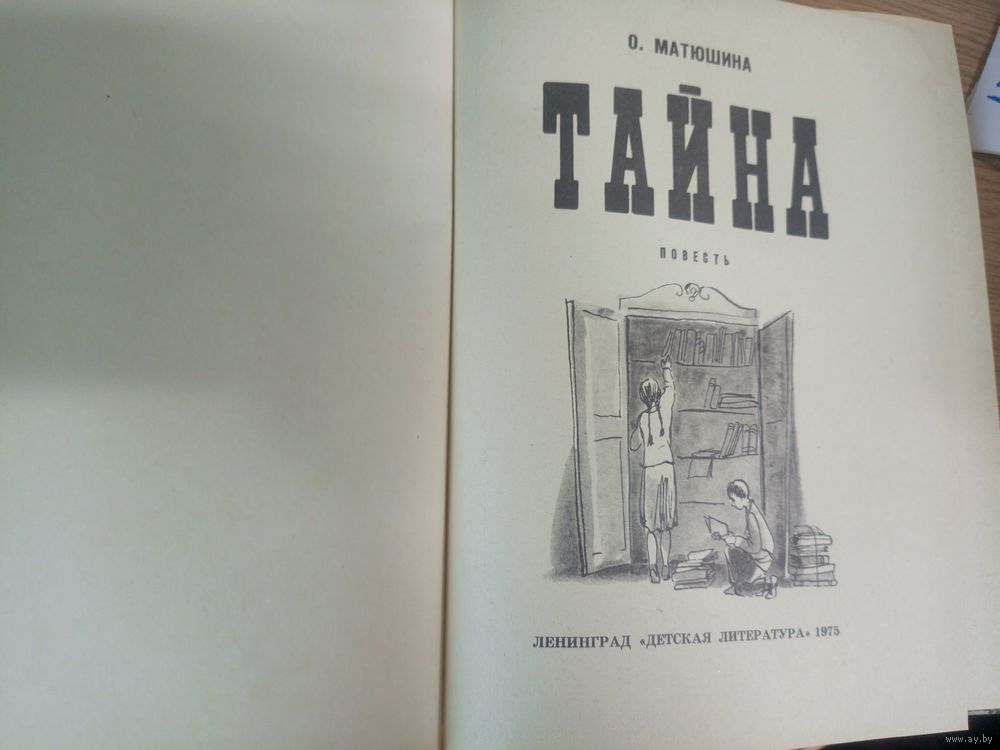 О. МАТЮШИНА
ТАЙНА
ПОВЕСТЬ
ЛЕНИНГРАД «ДЕТСКАЯ ЛИТЕРАТУРА» 1975
www.ay.by